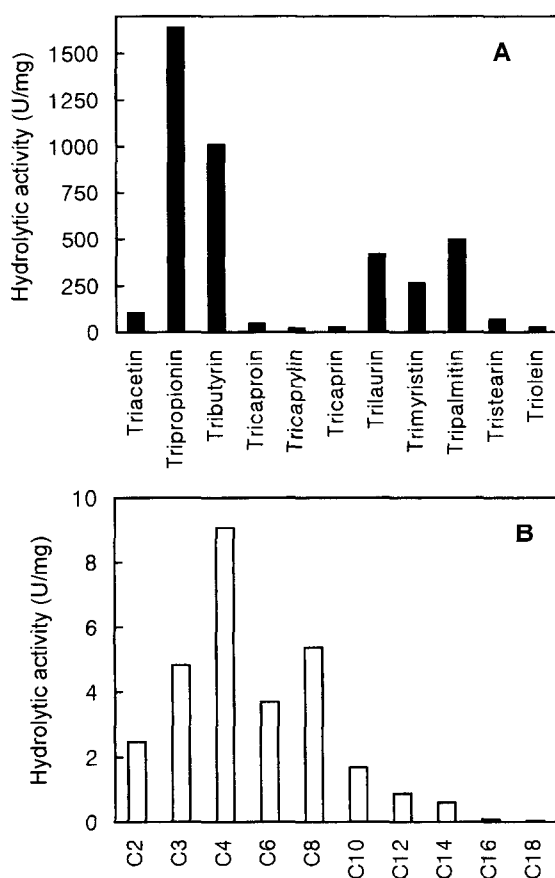 A
Hydrolytic activity (U/mg)
1500
1250
1000
750
500
250
0
Triacetin
Tripropionin
Tributyrin
Tricaproin
Tricaprylin
Tricaprin
Trilaurin
Trimyristin
Tripalmitin
Tristearin
Triolein
B
Hydrolytic activity (U/mg)
10
8
6
4
2
0
C2
C3
C4
C6
C8
C10
C12
C14
C16
C18